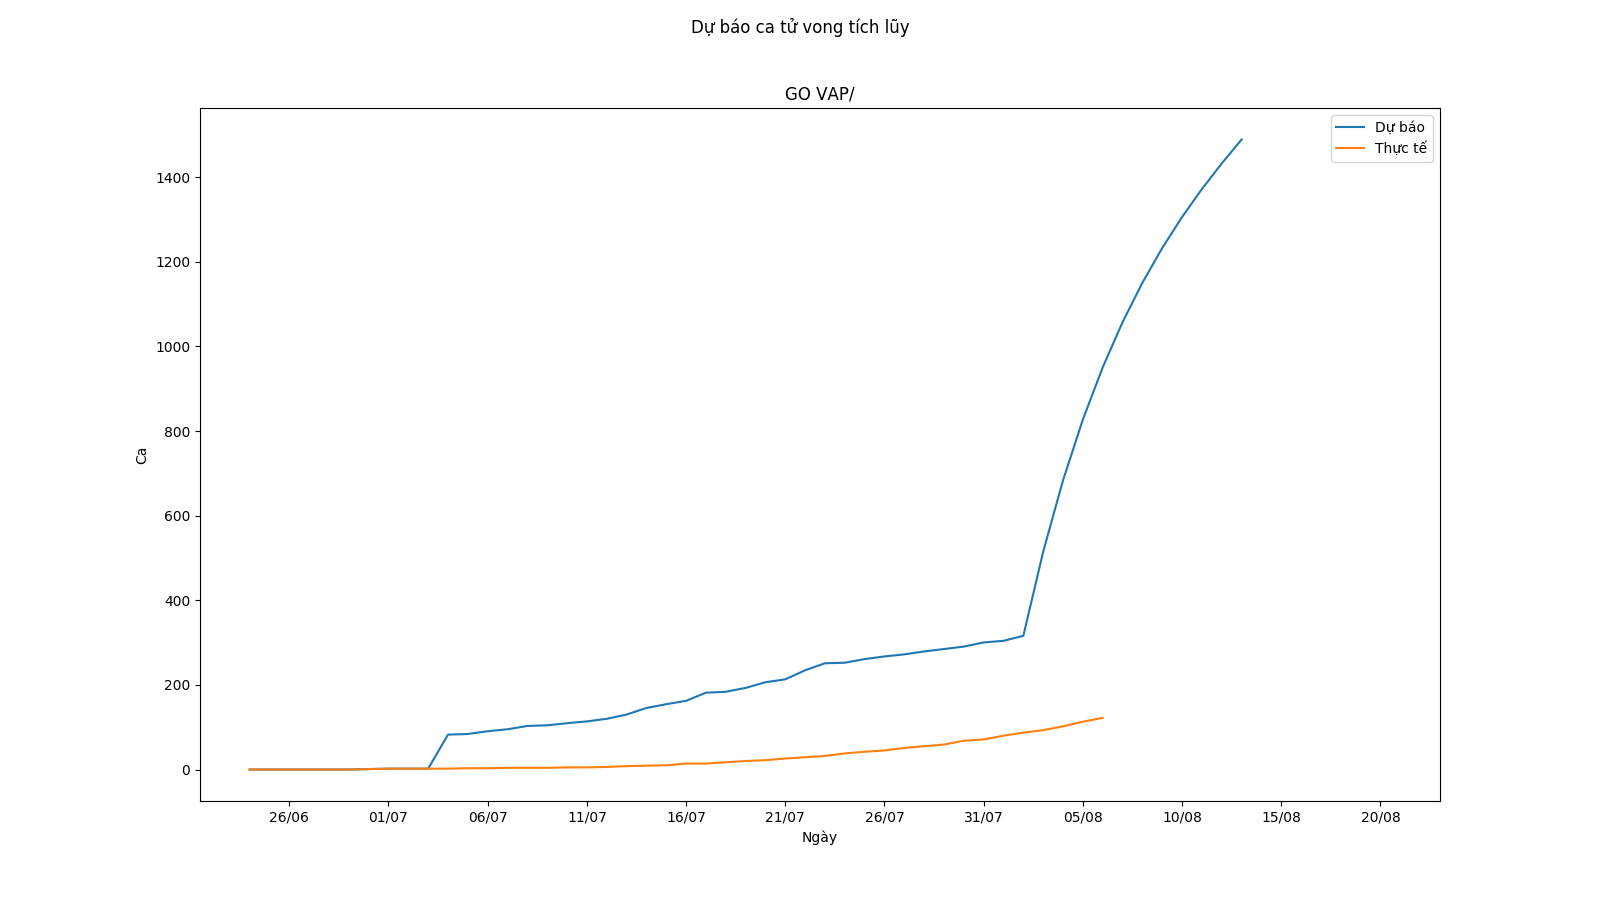 Dự báo ca tử vong tích lũy
GO VAP/
Dự báo
Thực tế
1400
1200
1000
800
600
400
200
0
Ca
26/06 01/07 06/07 11/07 16/07 21/07 26/07 31/07 05/08 10/08 15/08 20/08
Ngày